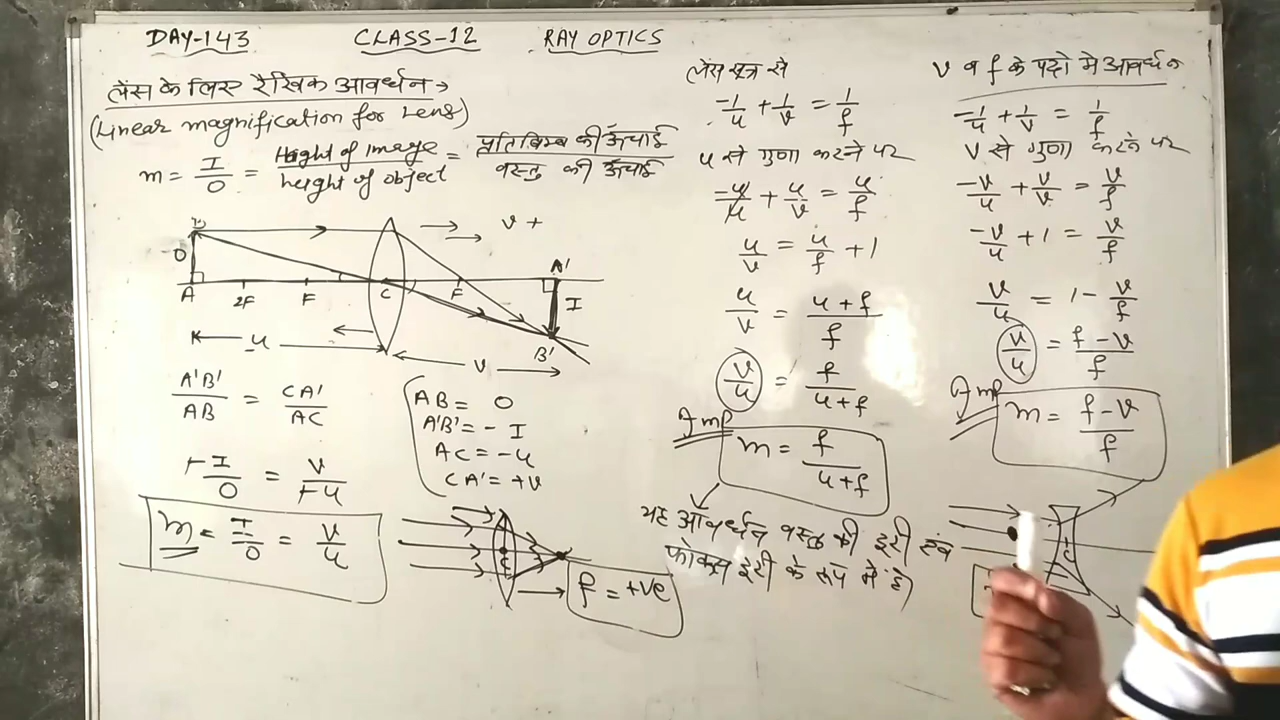 DAY-143 CLASS-12 RAY OPTICS
लेंस के लिए रैखिक आवर्धन →
(Linear magnification for Lens)
m = I/O = Height of image/height of object = प्रतिबिम्ब की ऊँचाई/वस्तु की ऊँचाई
B
O
A 2F F C F A'
I
B'
v +
u
v
A'B'/AB = CA'/AC
-I/O = v/-u
m = I/O = v/u
AB = O
A'B' = - I
AC = -u
CA' = +v
C
f = +ve
लेंस सूत्र से
-1/u + 1/v = 1/f
u से गुणा करने पर
-u/u + u/v = u/f
u/v = u/f + 1
u/v = u+f/f
v/u = f/u+f
Imp
m = f/u+f
यह आवर्धन वस्तु की दूरी एवं
फोकस दूरी के रूप में है)
v व f के पदो मे आवर्धन
-1/u + 1/v = 1/f
v से गुणा करने पर
-v/u + v/v = v/f
-v/u + 1 = v/f
v/u = 1 - v/f
v/u = f-v/f
Imp
m = f-v/f
C